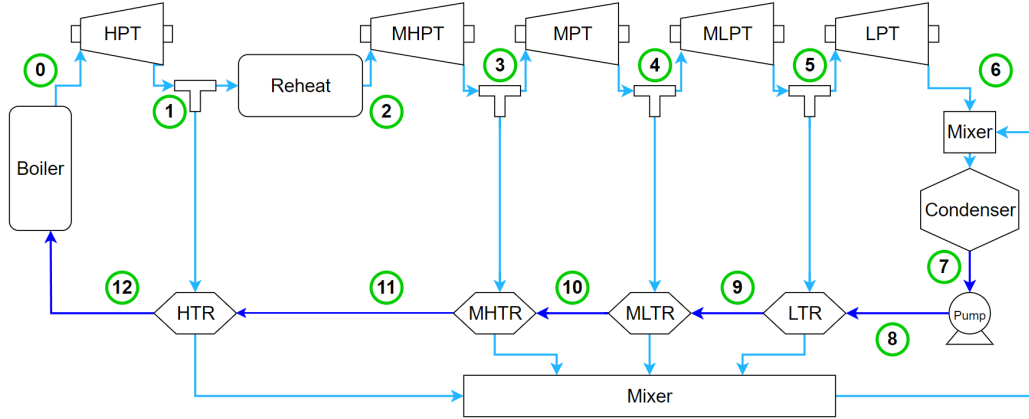 HPT
MHPT
MPT
MLPT
LPT
0
1
Reheat
2
3
4
5
6
Boiler
Mixer
Condenser
7
12
HTR
11
MHTR
10
MLTR
9
LTR
8
Pump
Mixer